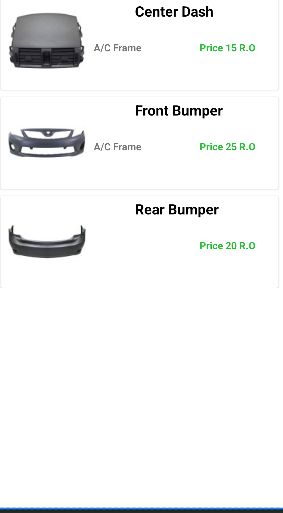 Center Dash
A/C Frame Price 15 R.O
Front Bumper
A/C Frame Price 25 R.O
Rear Bumper
Price 20 R.O